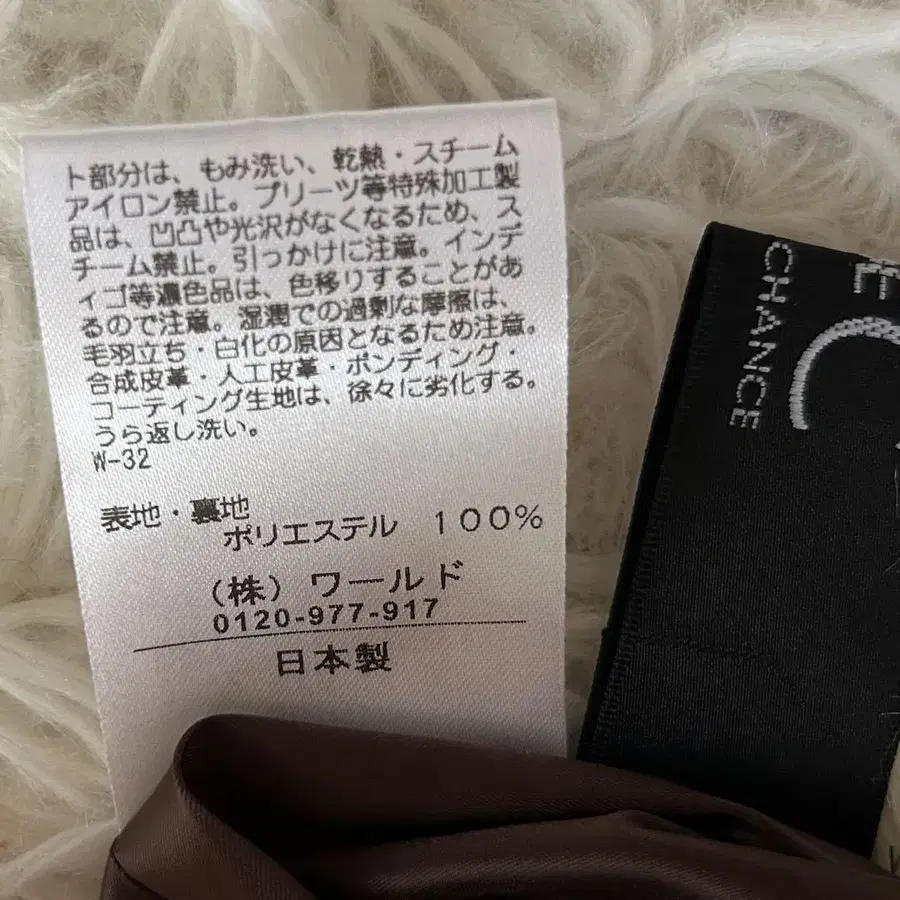 ト部分は、もみ洗い、乾熱・スチーム
アイロン禁止。プリーツ等特殊加工製
品は、凹凸や光沢がなくなるため、ス
チーム禁止。引っかけに注意。インデ
ィゴ等濃色品は、色移りすることがあ
るので注意。湿潤での過剰な摩擦は、
毛羽立ち・白化の原因となるため注意。
合成皮革・人工皮革・ボンディング・
コーティング生地は、徐々に劣化する。
うら返し洗い。
W-32
表地・裏地
ポリエステル 100%
(株) ワールド
0120-977-917
日本製
CHANCE